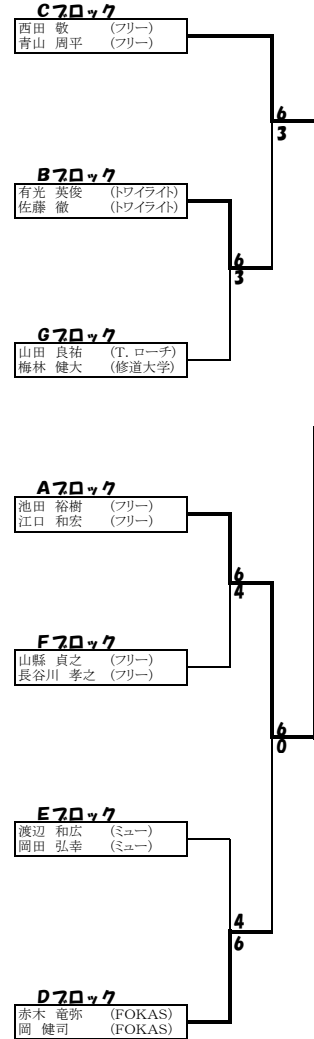 Cブロック
西田 敬 (フリー)
青山 周平 (フリー)
6
3
Bブロック
有光 英俊 (トワイライト)
佐藤 徹 (トワイライト)
6
3
Gブロック
山田 良祐 (T. ローチ)
梅林 健大 (修道大学)
Aブロック
池田 裕樹 (フリー)
江口 和宏 (フリー)
6
4
Fブロック
山縣 貞之 (フリー)
長谷川 孝之 (フリー)
6
0
Eブロック
渡辺 和広 (ミュー)
岡田 弘幸 (ミュー)
4
6
Dブロック
赤木 竜弥 (FOKAS)
岡 健司 (FOKAS)